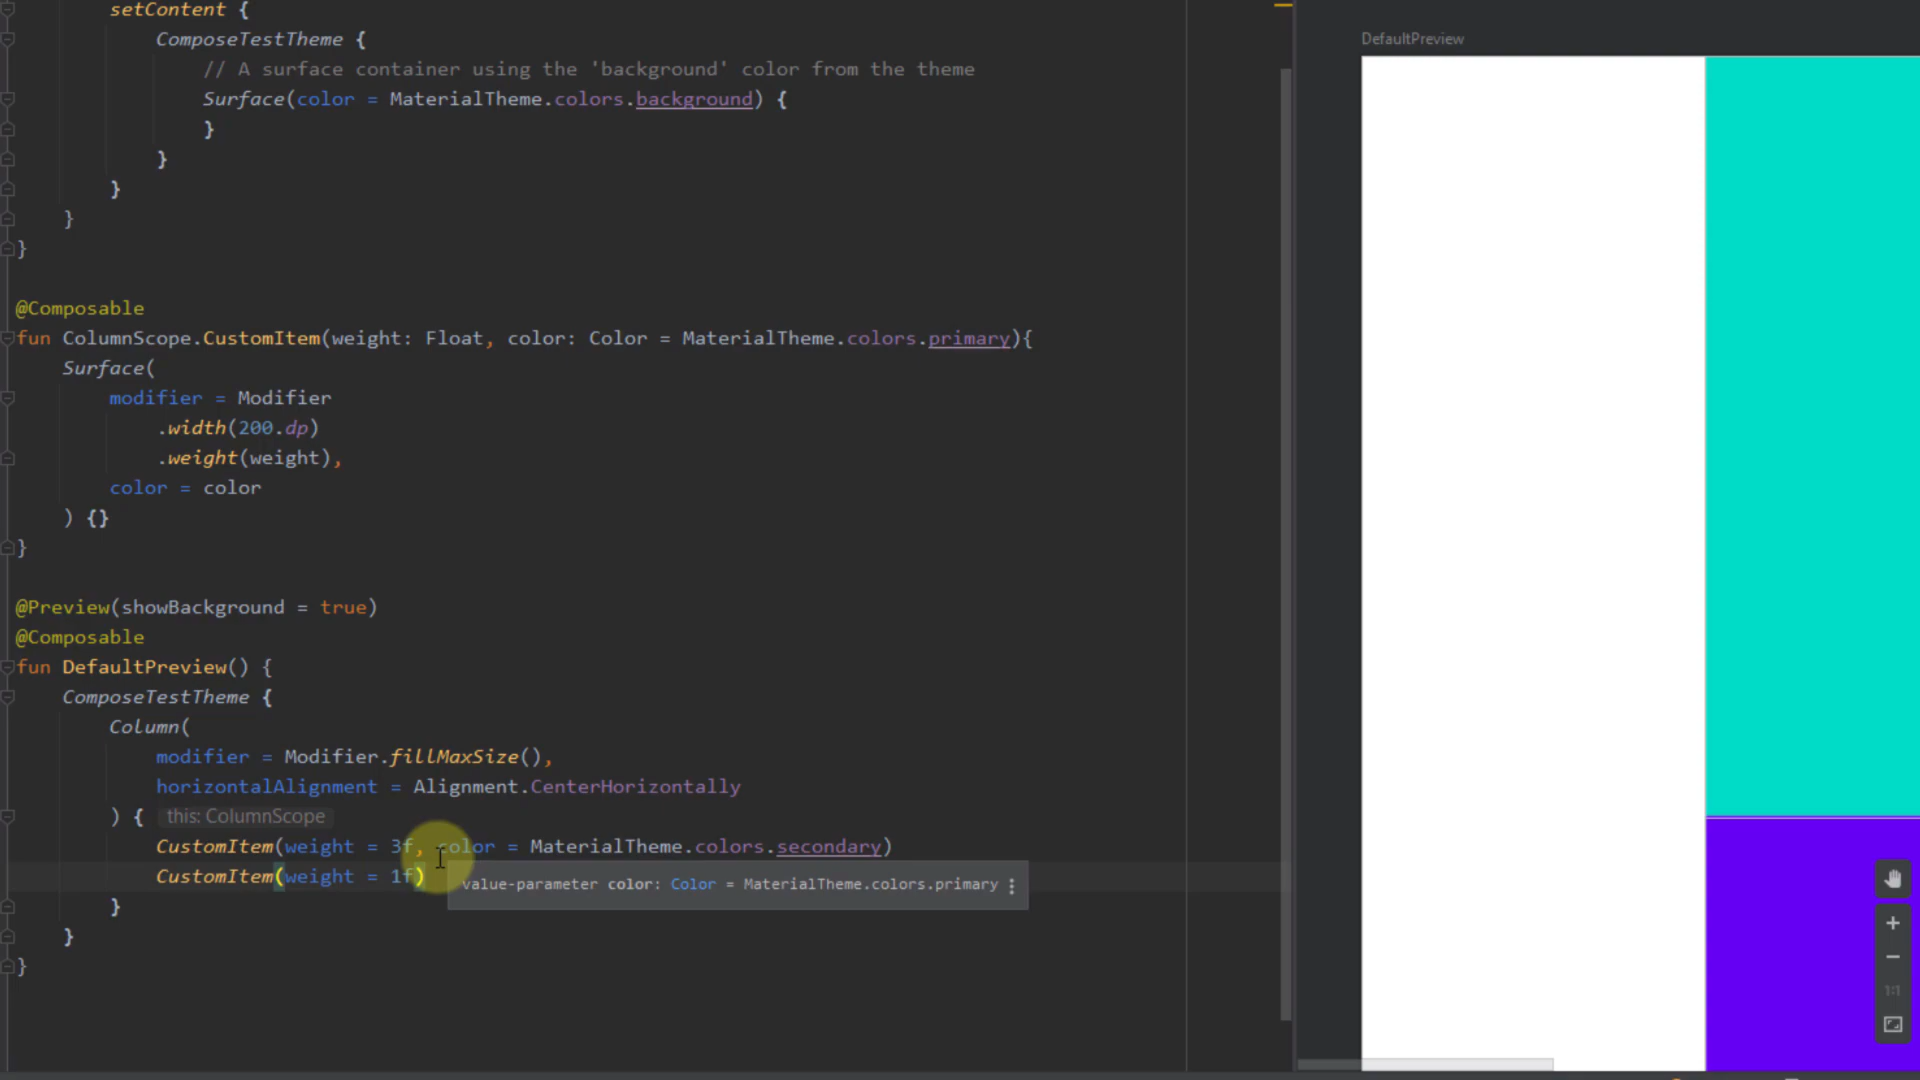 setContent {
ComposeTestTheme {
// A surface container using the 'background' color from the theme
Surface(color = MaterialTheme.colors.background) {
}
}
}
}
}
@Composable
fun ColumnScope.CustomItem(weight: Float, color: Color = MaterialTheme.colors.primary){
Surface(
modifier = Modifier
.width(200.dp)
.weight(weight),
color = color
) {}
}
@Preview(showBackground = true)
@Composable
fun DefaultPreview() {
ComposeTestTheme {
Column(
modifier = Modifier.fillMaxSize(),
horizontalAlignment = Alignment.CenterHorizontally
) { this: ColumnScope
CustomItem(weight = 3f, color = MaterialTheme.colors.secondary)
CustomItem(weight = 1f)
value-parameter color: Color = MaterialTheme.colors.primary
}
}
}
DefaultPreview
1:1